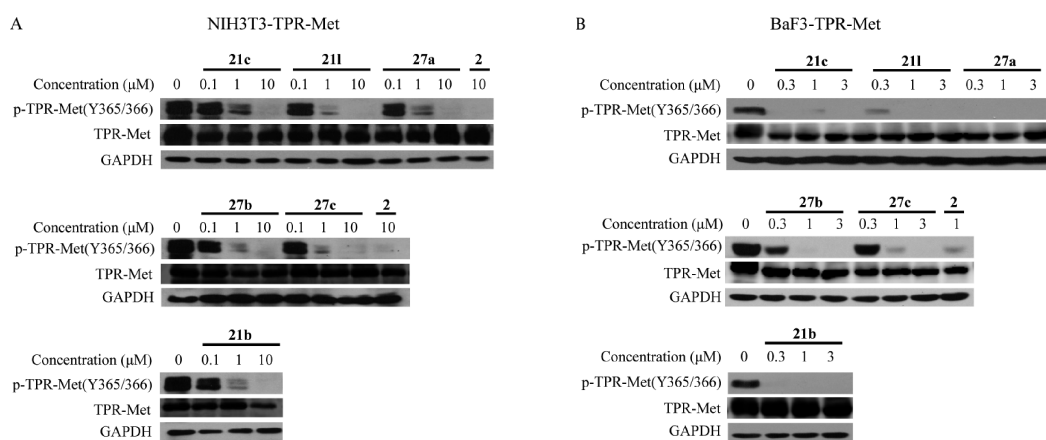 A
NIH3T3-TPR-Met
21c 21l 27a 2
Concentration (μM) 0 0.1 1 10 0.1 1 10 0.1 1 10 10
p-TPR-Met(Y365/366)
TPR-Met
GAPDH
27b 27c 2
Concentration (μM) 0 0.1 1 10 0.1 1 10 10
p-TPR-Met(Y365/366)
TPR-Met
GAPDH
21b
Concentration (μM) 0 0.1 1 10
p-TPR-Met(Y365/366)
TPR-Met
GAPDH
B
BaF3-TPR-Met
21c 21l 27a
Concentration (μM) 0 0.3 1 3 0.3 1 3 0.3 1 3
p-TPR-Met(Y365/366)
TPR-Met
GAPDH
27b 27c 2
Concentration (μM) 0 0.3 1 3 0.3 1 3 1
p-TPR-Met(Y365/366)
TPR-Met
GAPDH
21b
Concentration (μM) 0 0.3 1 3
p-TPR-Met(Y365/366)
TPR-Met
GAPDH